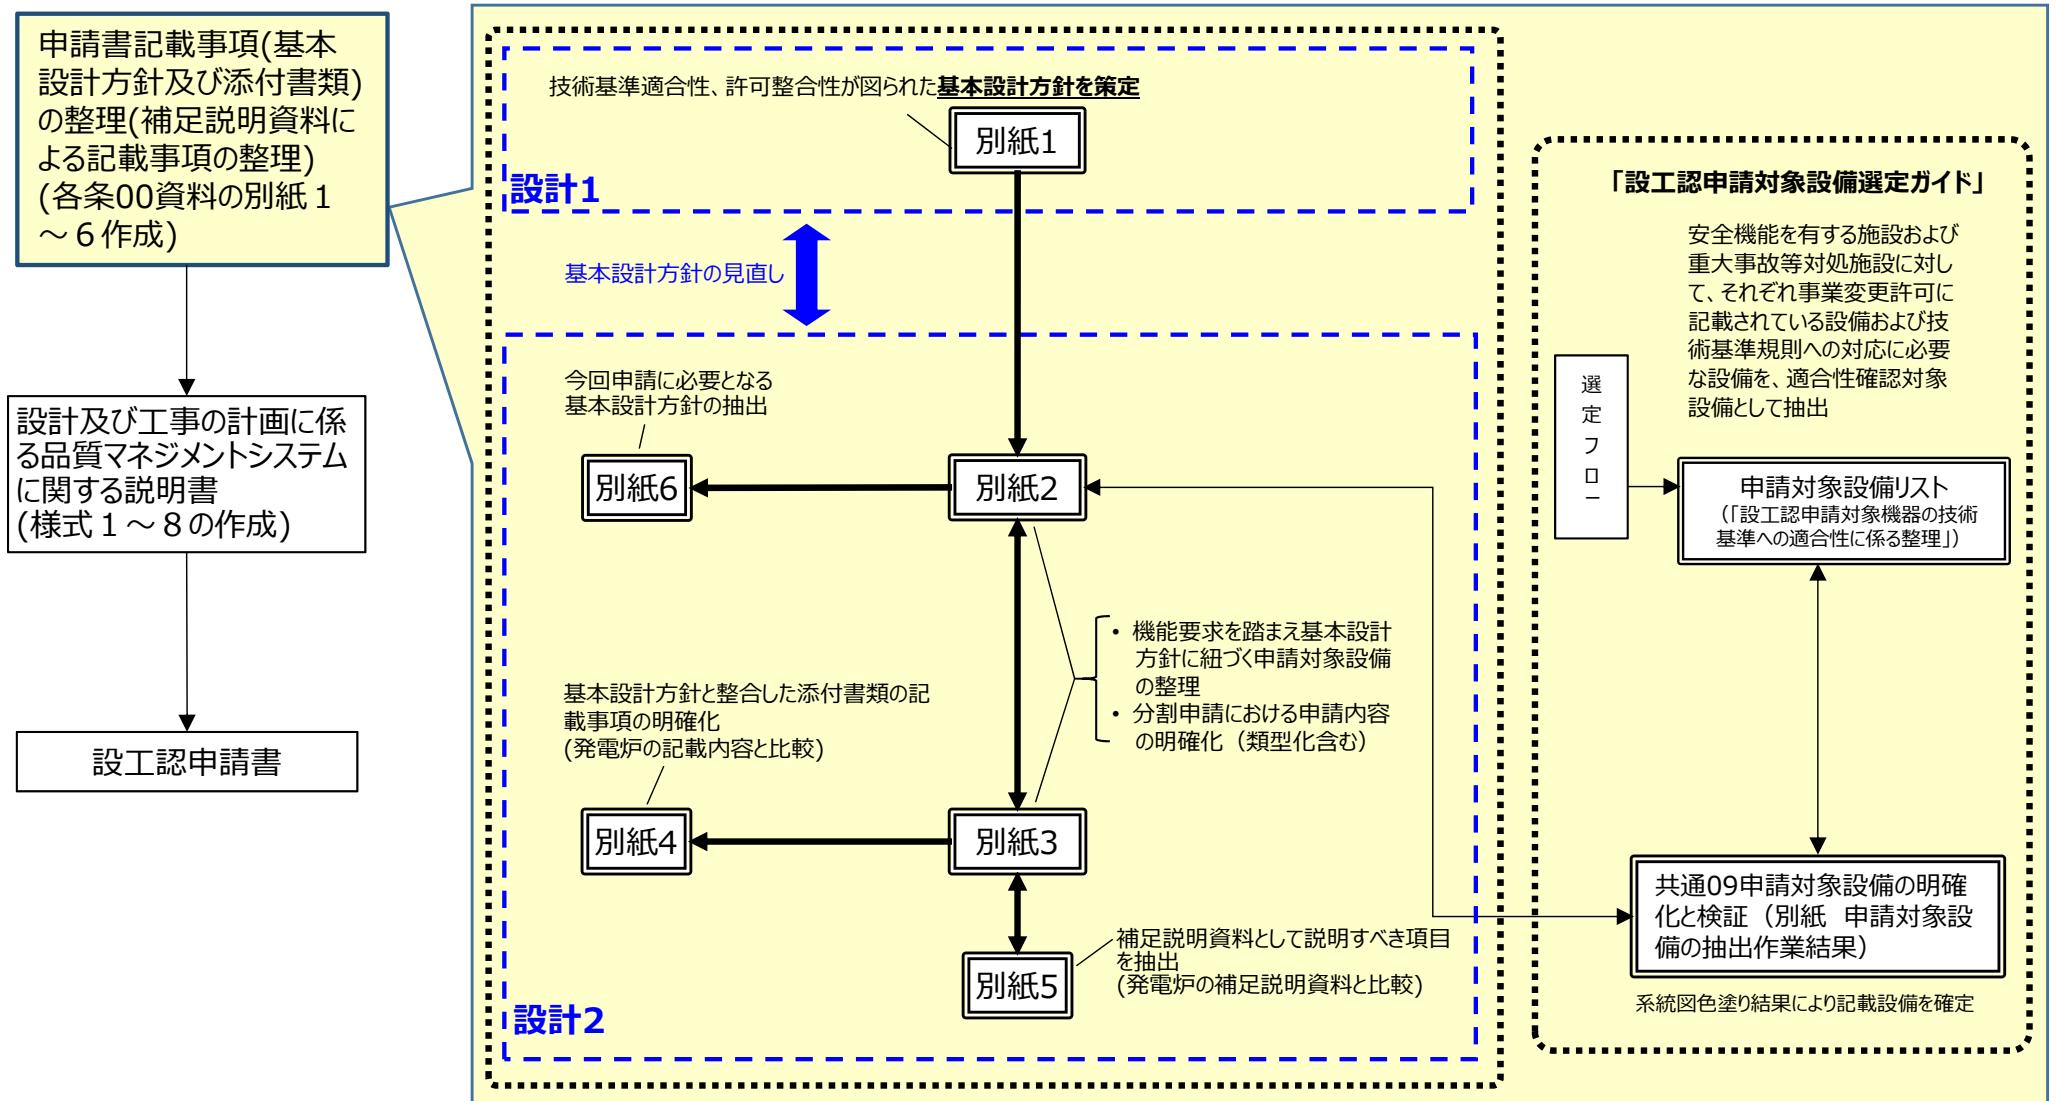 申請書記載事項(基本
設計方針及び添付書類)
の整理(補足説明資料に
よる記載事項の整理)
(各条00資料の別紙１
～６作成)
設計及び工事の計画に係
る品質マネジメントシステム
に関する説明書
(様式１～８の作成)
設工認申請書
技術基準適合性、許可整合性が図られた基本設計方針を策定
別紙1
設計1
基本設計方針の見直し
今回申請に必要となる
基本設計方針の抽出
別紙6
別紙2
・ 機能要求を踏まえ基本設計
方針に紐づく申請対象設備
の整理
・ 分割申請における申請内容
の明確化（類型化含む）
基本設計方針と整合した添付書類の記
載事項の明確化
(発電炉の記載内容と比較)
別紙4
別紙3
別紙5
補足説明資料として説明すべき項目
を抽出
(発電炉の補足説明資料と比較)
設計2
「設工認申請対象設備選定ガイド」
安全機能を有する施設および
重大事故等対処施設に対し
て、それぞれ事業変更許可に
記載されている設備および技
術基準規則への対応に必要
な設備を、適合性確認対象
設備として抽出
選
定
フ
ロ
ー
申請対象設備リスト
（「設工認申請対象機器の技術
基準への適合性に係る整理」）
共通09申請対象設備の明確
化と検証（別紙　申請対象設
備の抽出作業結果）
系統図色塗り結果により記載設備を確定